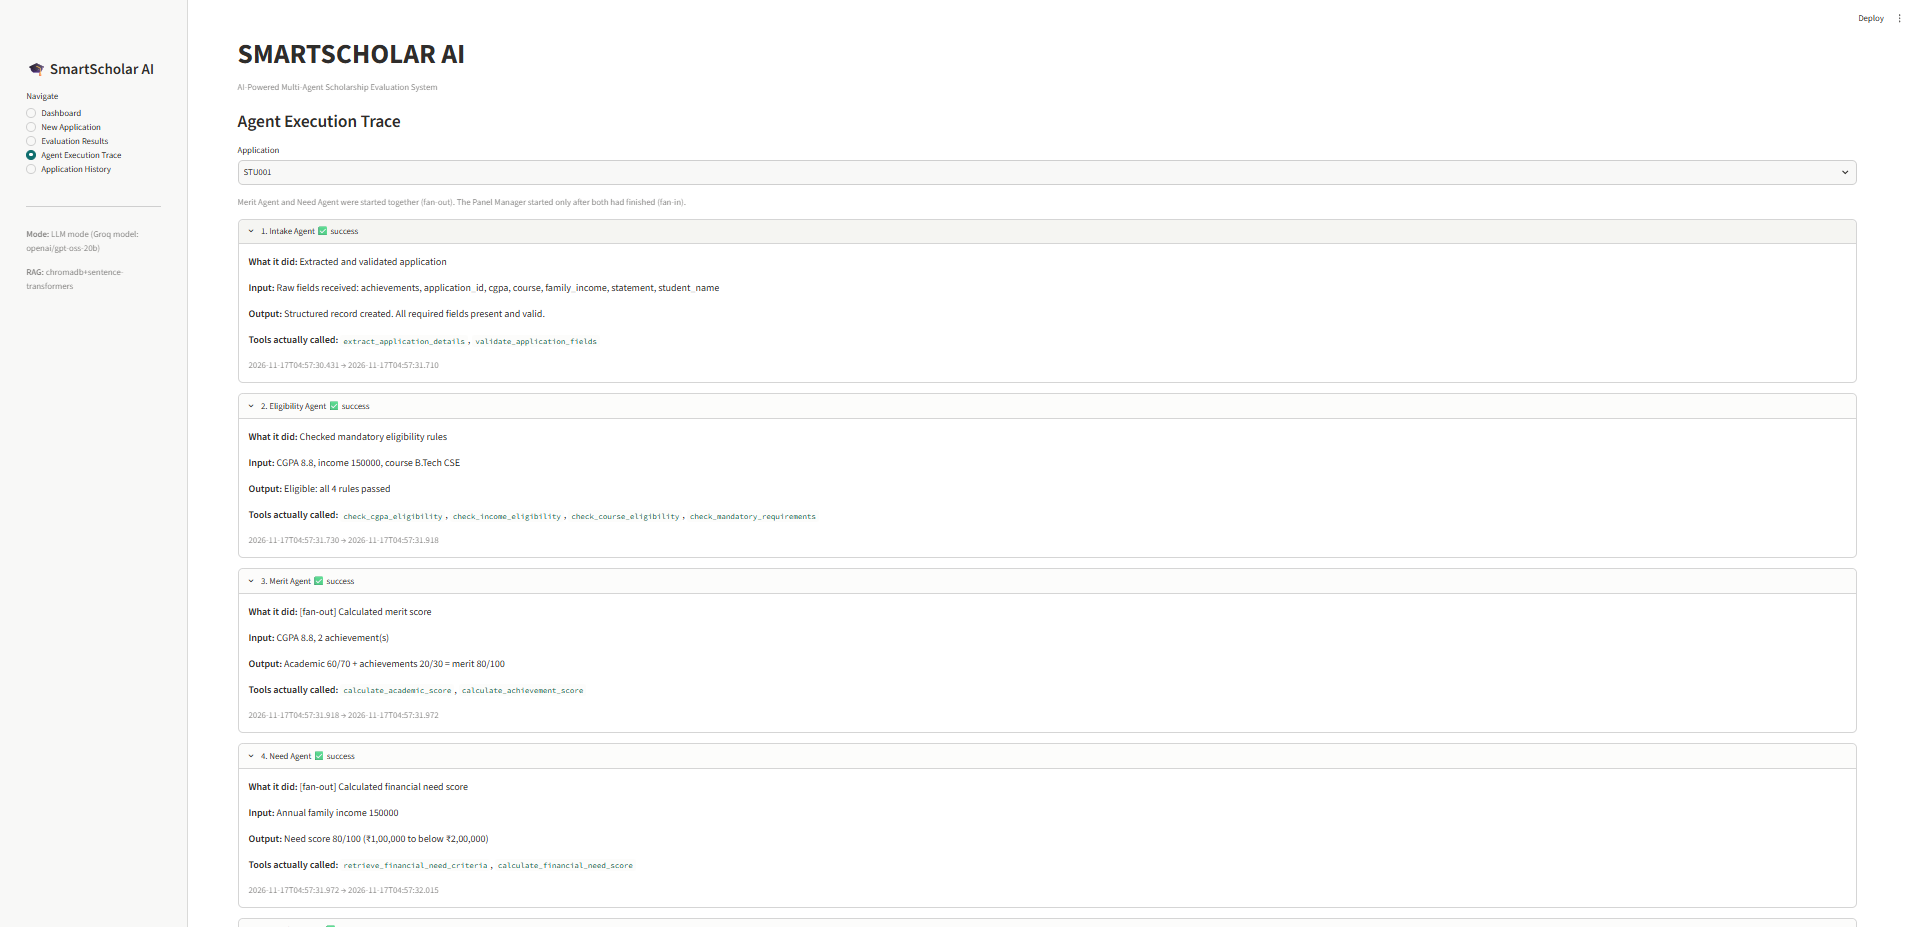 Deploy
SmartScholar AI
Navigate
Dashboard
New Application
Evaluation Results
Agent Execution Trace
Application History
Mode: LLM mode (Groq model:
openai/gpt-oss-20b)
RAG: chromadb+sentence-
transformers
SMARTSCHOLAR AI
AI-Powered Multi-Agent Scholarship Evaluation System
Agent Execution Trace
Application
STU001
Merit Agent and Need Agent were started together (fan-out). The Panel Manager started only after both had finished (fan-in).
1. Intake Agent ✅ success
What it did: Extracted and validated application
Input: Raw fields received: achievements, application_id, cgpa, course, family_income, statement, student_name
Output: Structured record created. All required fields present and valid.
Tools actually called: extract_application_details , validate_application_fields
2026-11-17T04:57:30.431 → 2026-11-17T04:57:31.710
2. Eligibility Agent ✅ success
What it did: Checked mandatory eligibility rules
Input: CGPA 8.8, income 150000, course B.Tech CSE
Output: Eligible: all 4 rules passed
Tools actually called: check_cgpa_eligibility , check_income_eligibility , check_course_eligibility , check_mandatory_requirements
2026-11-17T04:57:31.730 → 2026-11-17T04:57:31.918
3. Merit Agent ✅ success
What it did: [fan-out] Calculated merit score
Input: CGPA 8.8, 2 achievement(s)
Output: Academic 60/70 + achievements 20/30 = merit 80/100
Tools actually called: calculate_academic_score , calculate_achievement_score
2026-11-17T04:57:31.918 → 2026-11-17T04:57:31.972
4. Need Agent ✅ success
What it did: [fan-out] Calculated financial need score
Input: Annual family income 150000
Output: Need score 80/100 (₹1,00,000 to below ₹2,00,000)
Tools actually called: retrieve_financial_need_criteria , calculate_financial_need_score
2026-11-17T04:57:31.972 → 2026-11-17T04:57:32.015